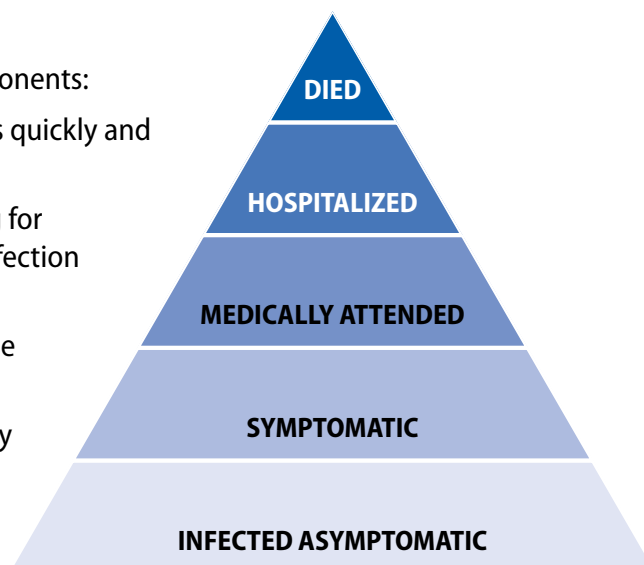 onents:
s quickly and
for
fection
e
y
DIED
HOSPITALIZED
MEDICALLY ATTENDED
SYMPTOMATIC
INFECTED ASYMPTOMATIC